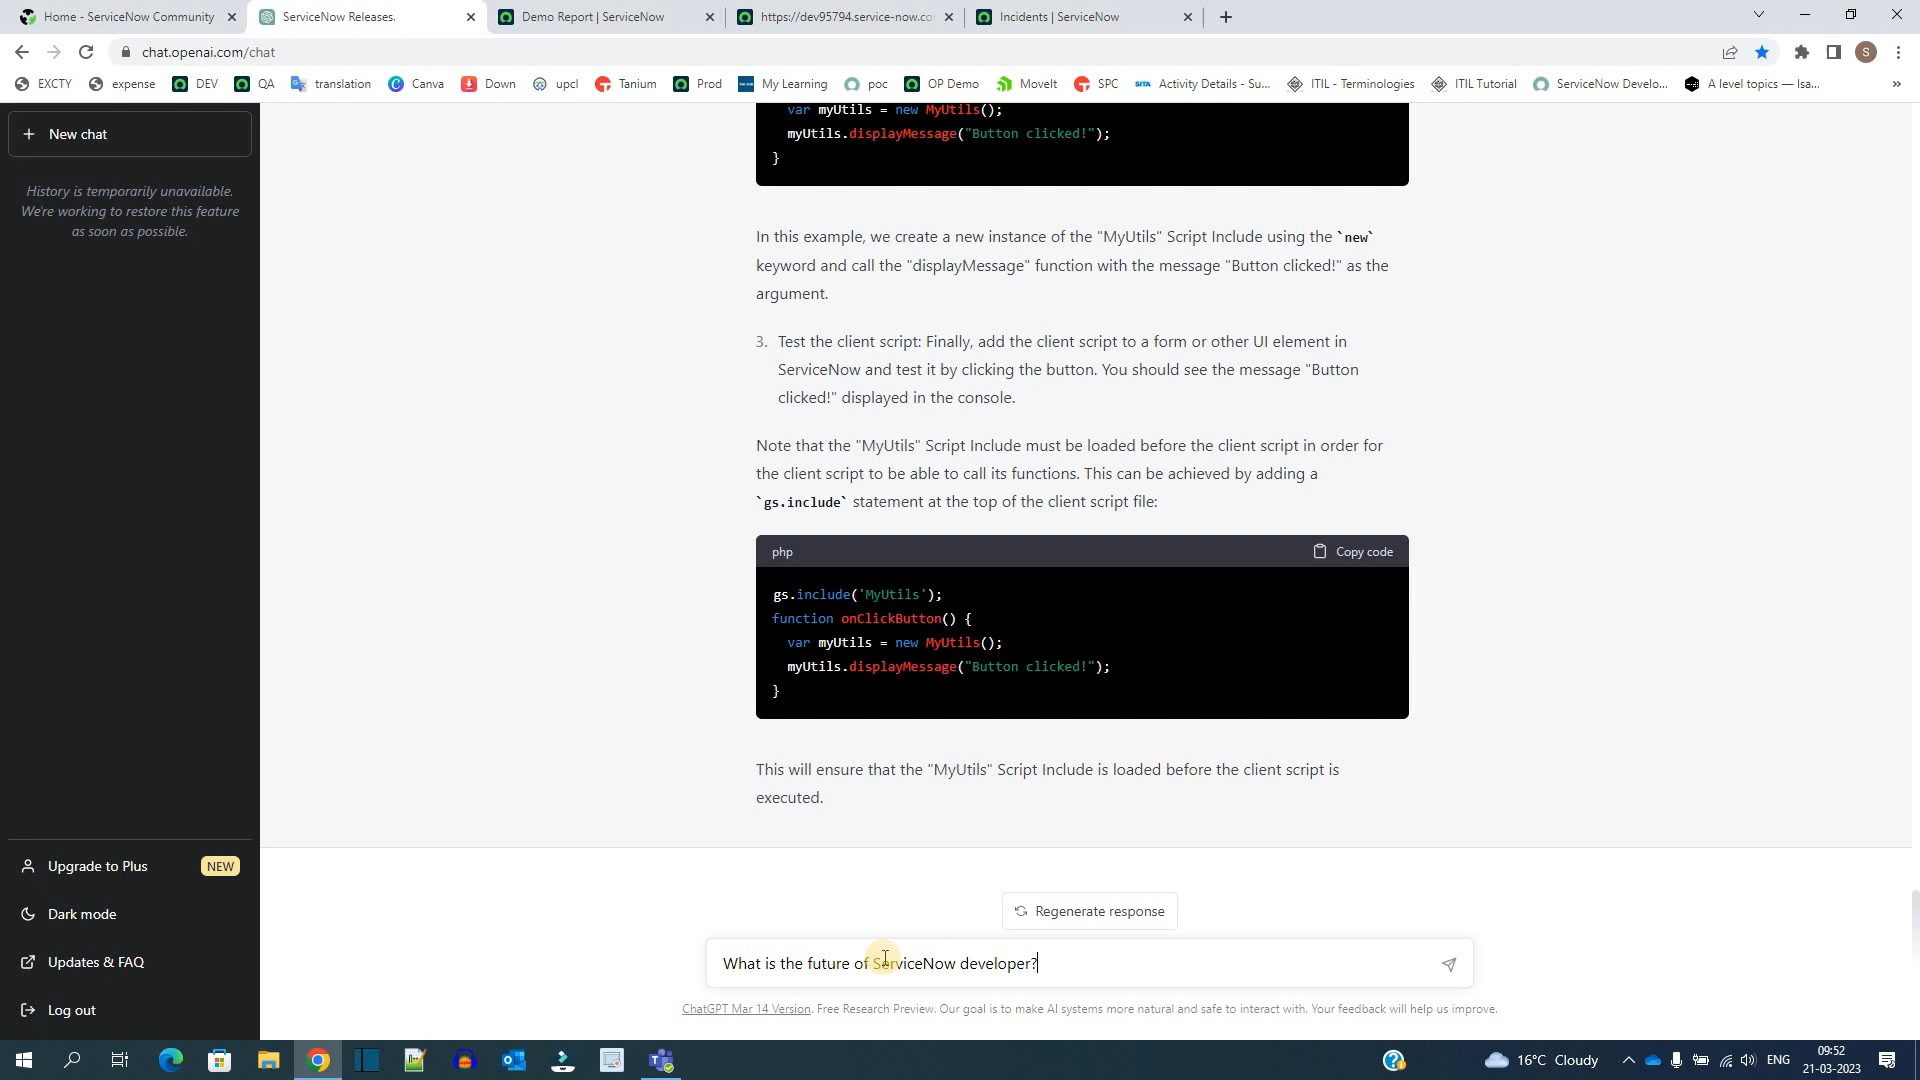 Home - ServiceNow Community
ServiceNow Releases.
Demo Report | ServiceNow
https://dev95794.service-now.co
Incidents | ServiceNow
chat.openai.com/chat
S
EXCTY
expense
DEV
QA
translation
Canva
Down
upcl
Tanium
Prod
My Learning
poc
OP Demo
MoveIt
SPC
SITA
Activity Details - Su...
ITIL - Terminologies
ITIL Tutorial
ServiceNow Develo...
A level topics — Isa...
»
+ New chat
History is temporarily unavailable.
We're working to restore this feature
as soon as possible.
var myUtils = new MyUtils();
myUtils.displayMessage("Button clicked!");
}
In this example, we create a new instance of the "MyUtils" Script Include using the `new`
keyword and call the "displayMessage" function with the message "Button clicked!" as the
argument.
3. Test the client script: Finally, add the client script to a form or other UI element in
ServiceNow and test it by clicking the button. You should see the message "Button
clicked!" displayed in the console.
Note that the "MyUtils" Script Include must be loaded before the client script in order for
the client script to be able to call its functions. This can be achieved by adding a
`gs.include` statement at the top of the client script file:
php
Copy code
gs.include('MyUtils');
function onClickButton() {
var myUtils = new MyUtils();
myUtils.displayMessage("Button clicked!");
}
This will ensure that the "MyUtils" Script Include is loaded before the client script is
executed.
Upgrade to Plus
NEW
Dark mode
Updates & FAQ
Log out
Regenerate response
What is the future of ServiceNow developer?
ChatGPT Mar 14 Version. Free Research Preview. Our goal is to make AI systems more natural and safe to interact with. Your feedback will help us improve.
16°C Cloudy
ENG
09:52
21-03-2023